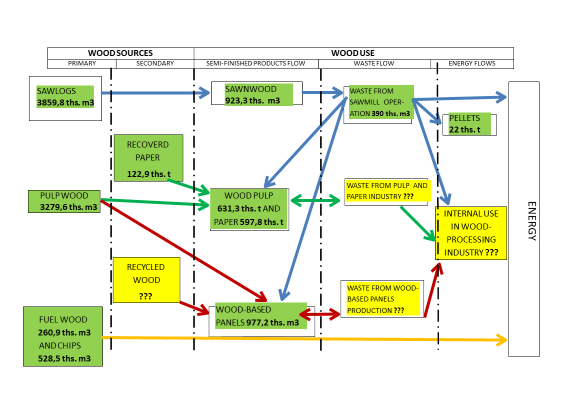 WOOD SOURCES WOOD USE
PRIMARY SECONDARY SEMI-FINISHED PRODUCTS FLOW WASTE FLOW ENERGY FLOWS
SAWLOGS
3859,8 ths. m3
SAWNWOOD
923,3 ths. m3
WASTE FROM
SAWMILL OPER-
ATION 390 ths. m3
PELLETS
22 ths. t
RECOVERD
PAPER
122,9 ths. t
PULP WOOD
3279,6 ths. m3
WOOD PULP
631,3 ths. t AND
PAPER 597,8 ths. t
WASTE FROM PULP AND
PAPER INDUSTRY ???
INTERNAL USE
IN WOOD-
PROCESSING
INDUSTRY ???
ENERGY
RECYCLED
WOOD
???
WOOD-BASED
PANELS 977,2 ths. m3
WASTE FROM WOOD-
BASED PANELS
PRODUCTION ???
FUEL WOOD
260,9 ths. m3
AND CHIPS
528,5 ths. m3